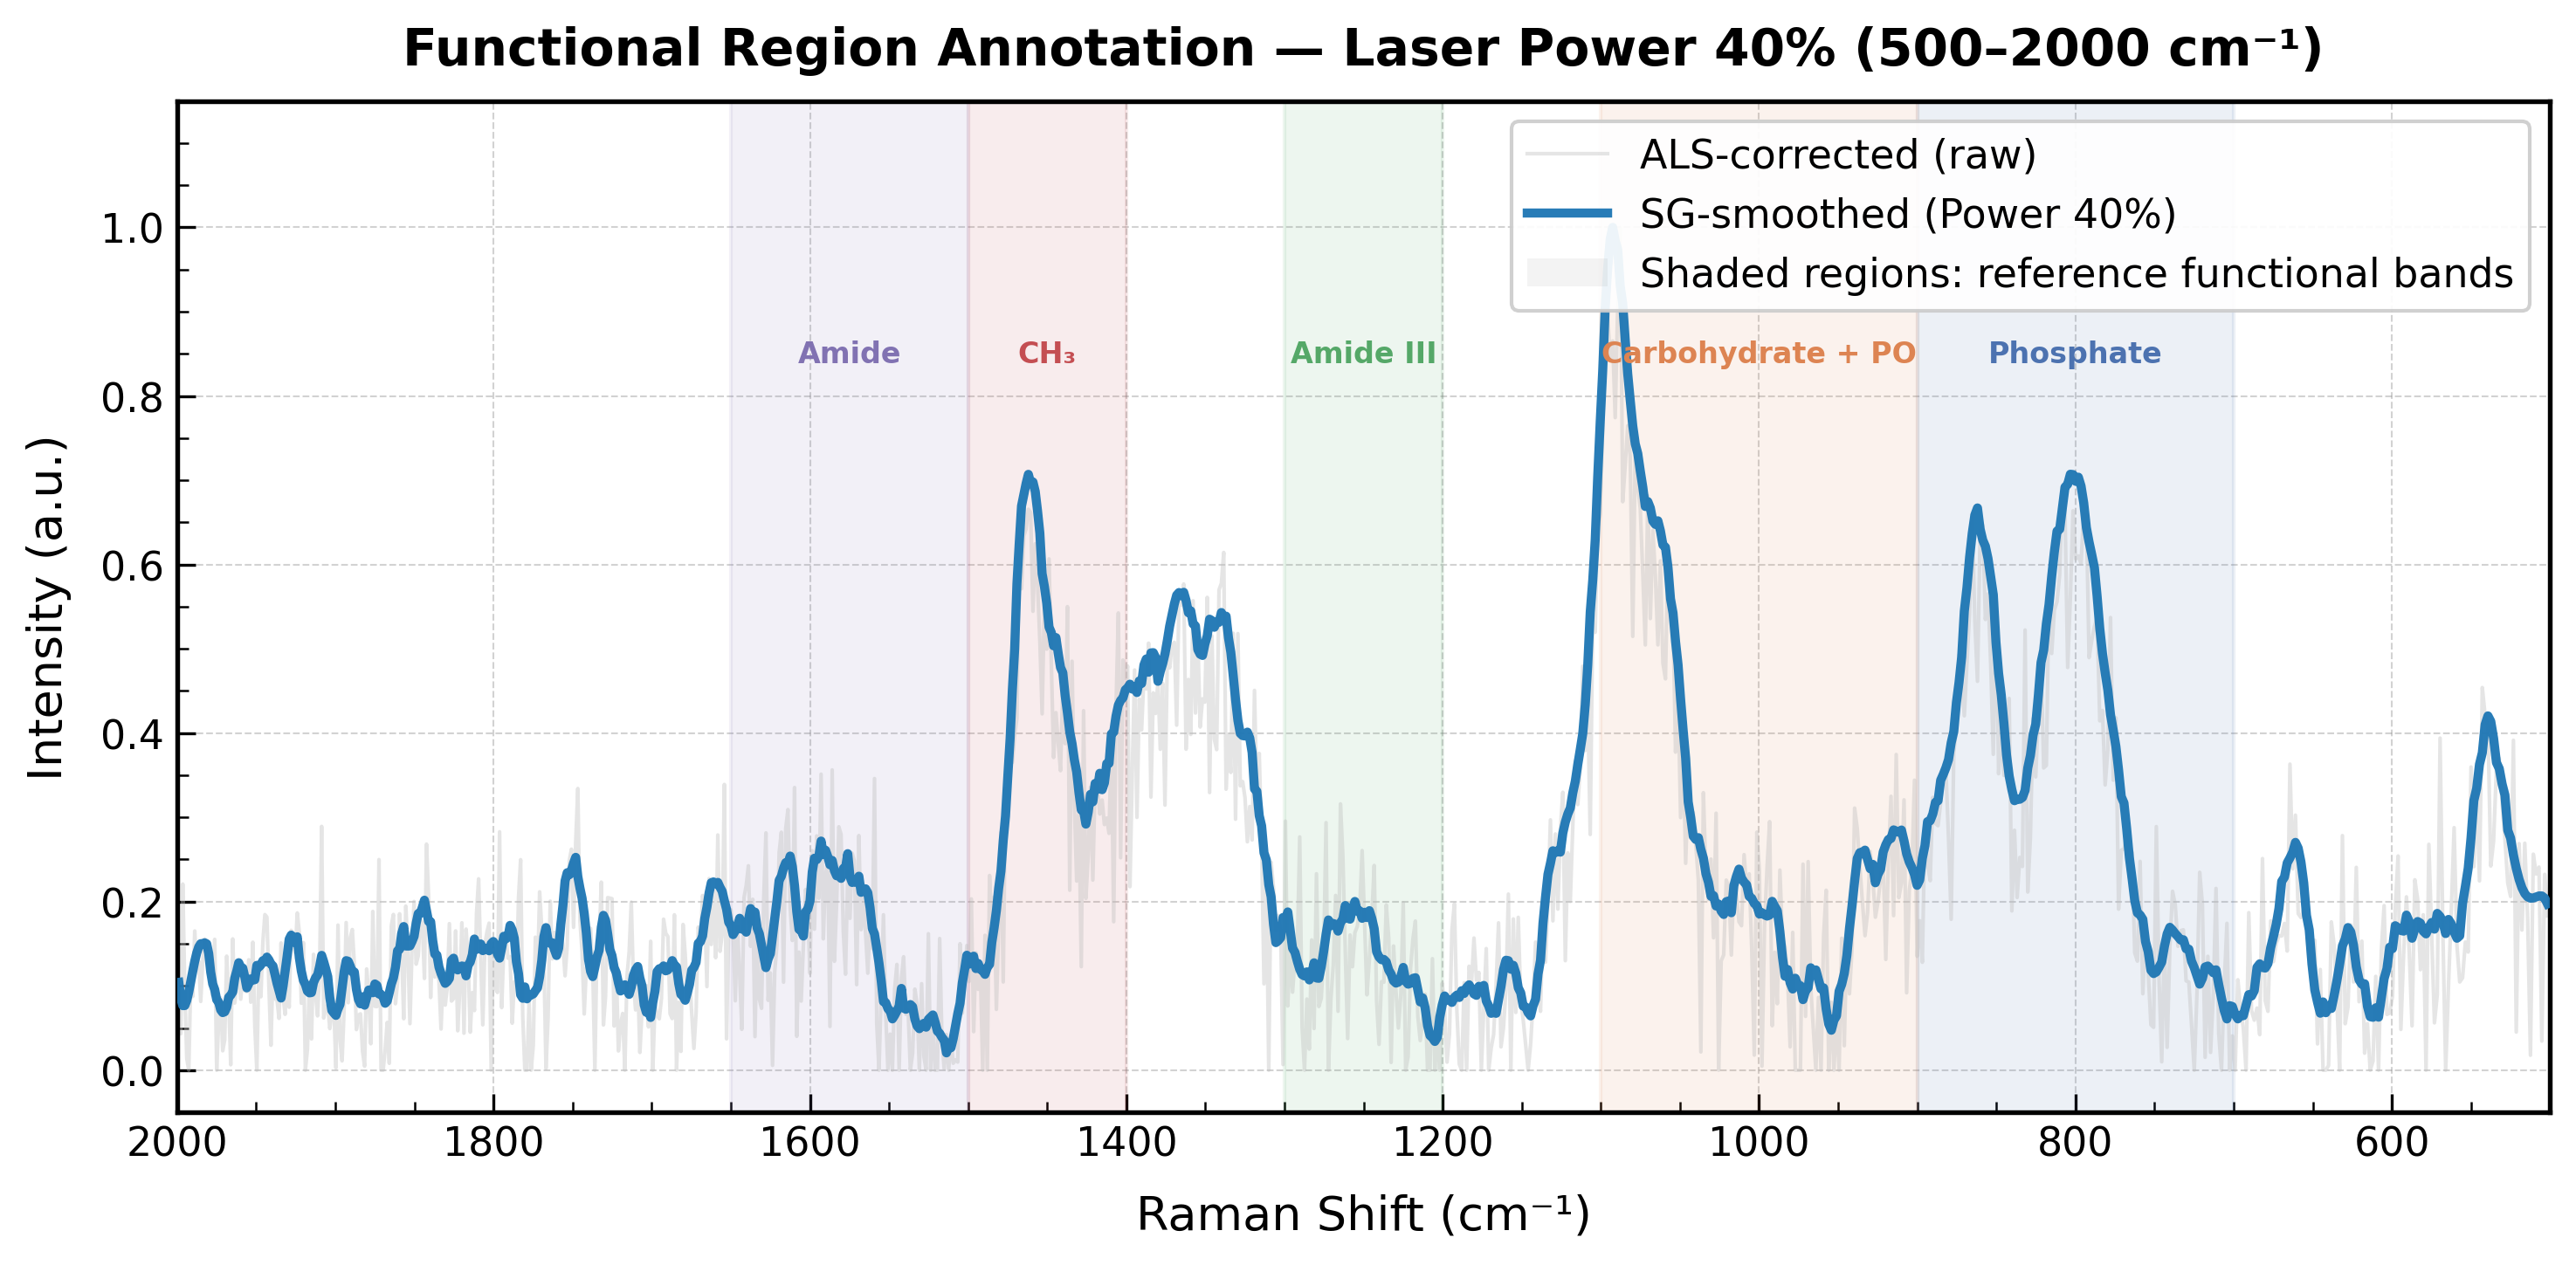 Functional Region Annotation — Laser Power 40% (500–2000 cm⁻¹)
ALS-corrected (raw)
SG-smoothed (Power 40%)
Shaded regions: reference functional bands
Amide
CH₃
Amide III
Carbohydrate + PO
Phosphate
Intensity (a.u.)
1.0
0.8
0.6
0.4
0.2
0.0
2000 1800 1600 1400 1200 1000 800 600
Raman Shift (cm⁻¹)